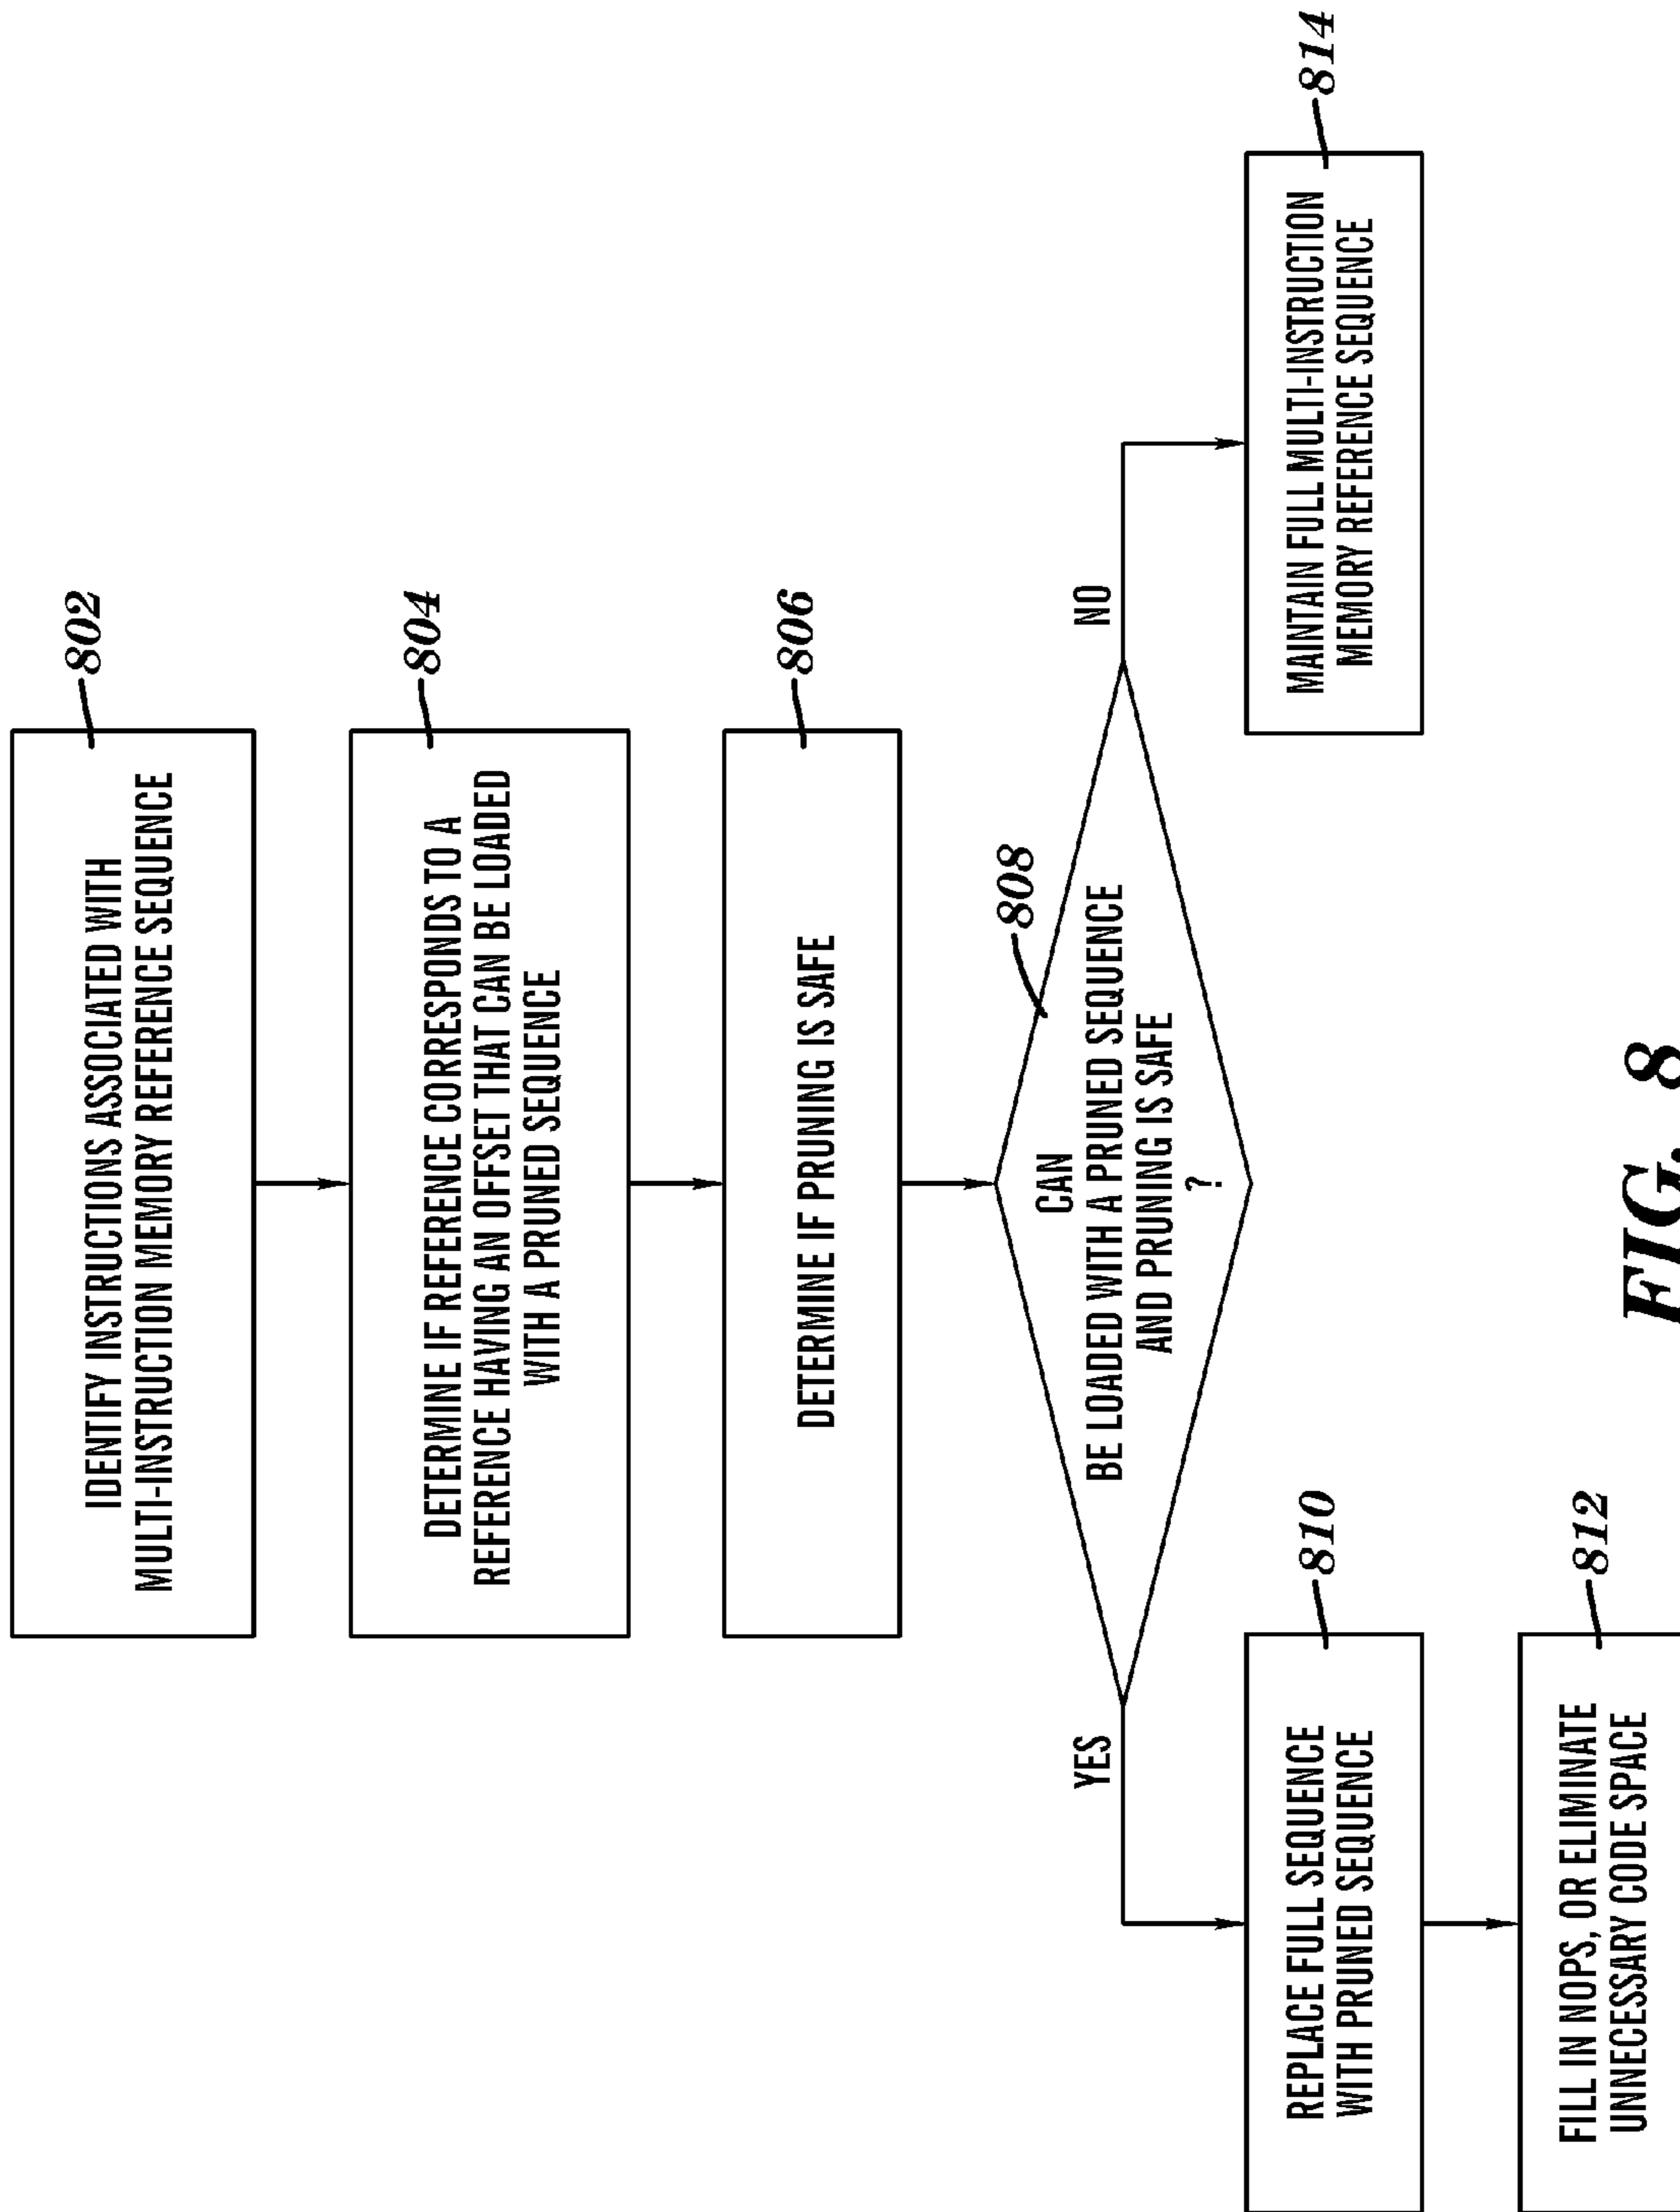 802
IDENTIFY INSTRUCTIONS ASSOCIATED WITH
MULTI-INSTRUCTION MEMORY REFERENCE SEQUENCE
804
DETERMINE IF REFERENCE CORRESPONDS TO A
REFERENCE HAVING AN OFFSET THAT CAN BE LOADED
WITH A PRUNED SEQUENCE
806
DETERMINE IF PRUNING IS SAFE
808
CAN
BE LOADED WITH A PRUNED SEQUENCE
AND PRUNING IS SAFE
?
YES
NO
810
REPLACE FULL SEQUENCE
WITH PRUNED SEQUENCE
814
MAINTAIN FULL MULTI-INSTRUCTION
MEMORY REFERENCE SEQUENCE
812
FILL IN NOPS, OR ELIMINATE
UNNECESSARY CODE SPACE
FIG. 8